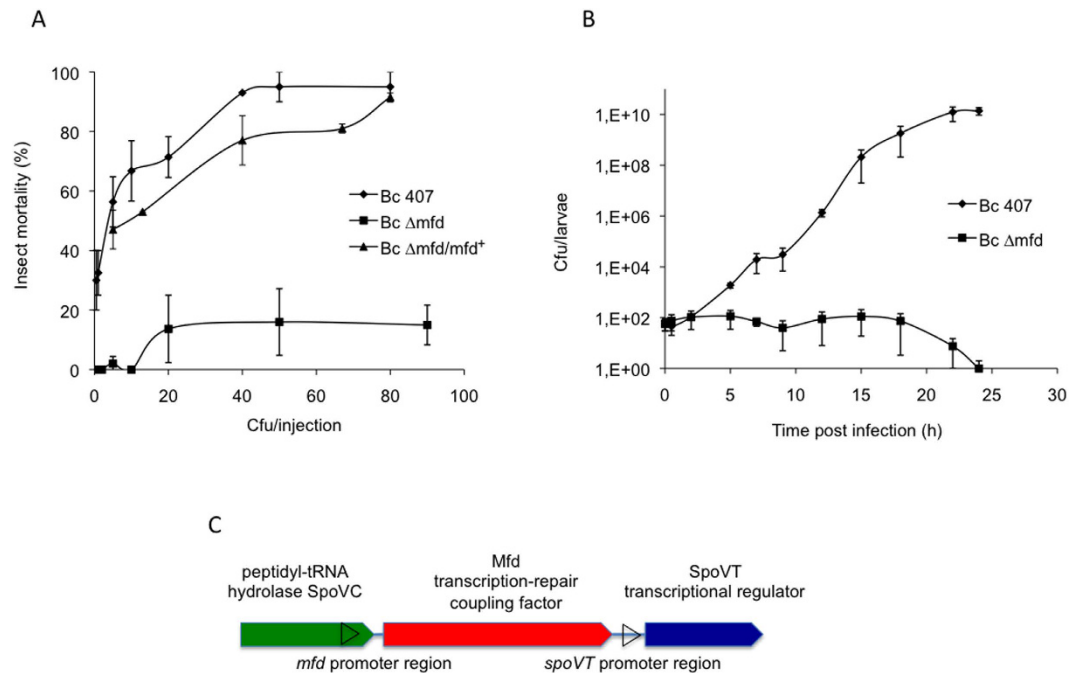 A
100
80
60
40
20
0
Insect mortality (%)
0 20 40 60 80 100
Cfu/injection
Bc 407
Bc Δmfd
Bc Δmfd/mfd⁺
B
1,E+10
1,E+08
1,E+06
1,E+04
1,E+02
1,E+00
Cfu/larvae
0 5 10 15 20 25 30
Time post infection (h)
Bc 407
Bc Δmfd
C
peptidyl-tRNA
hydrolase SpoVC
Mfd
transcription-repair
coupling factor
SpoVT
transcriptional regulator
mfd promoter region
spoVT promoter region